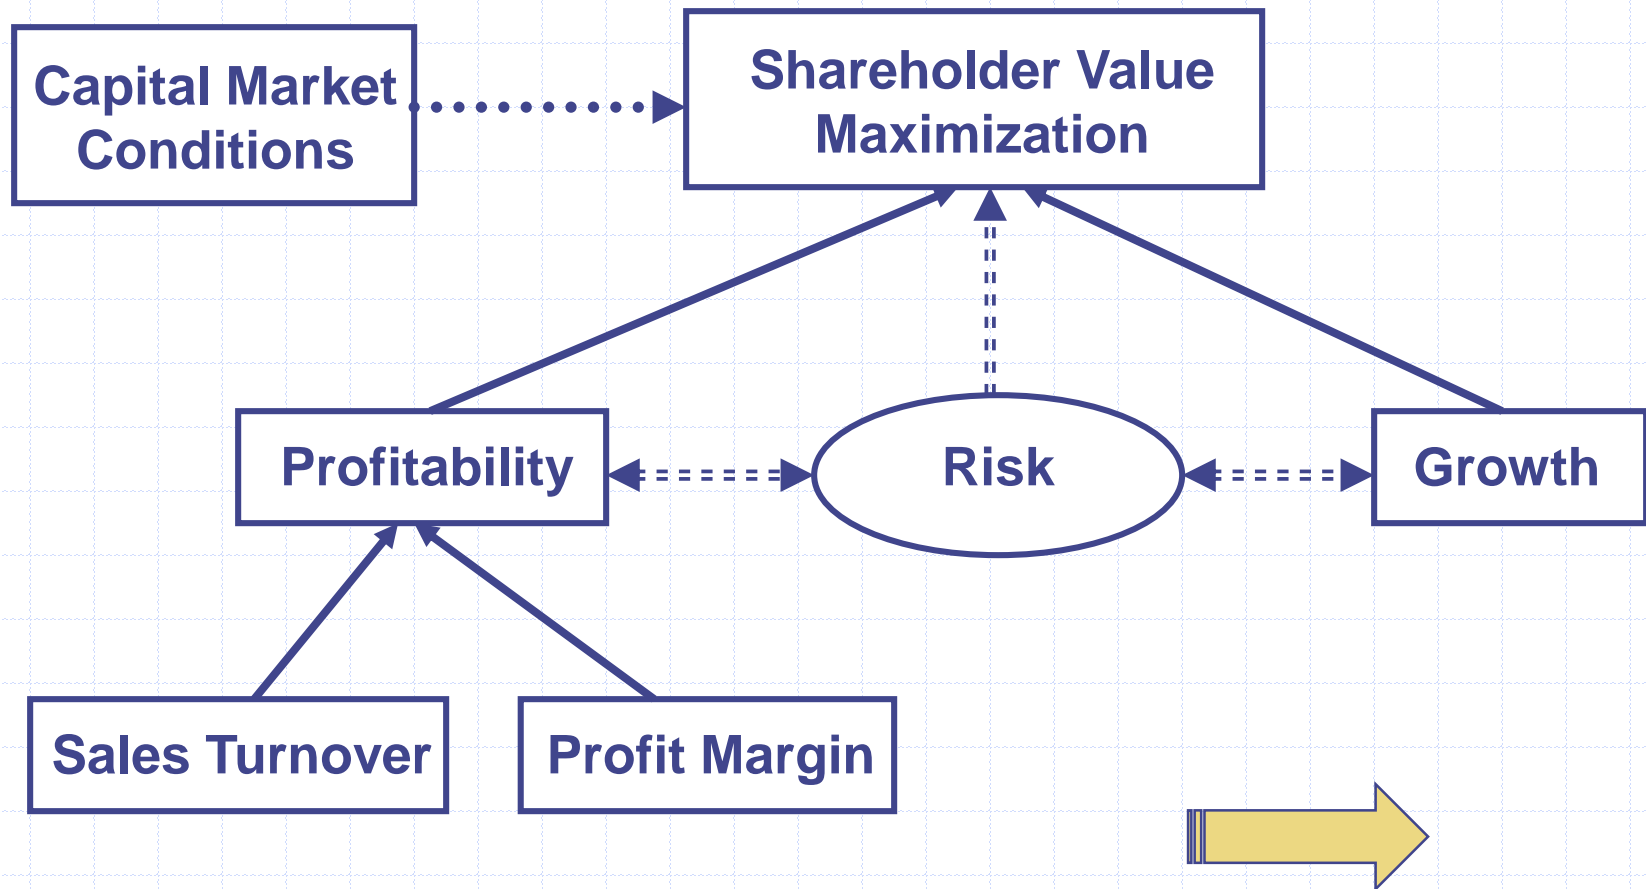 Capital Market
Conditions
Shareholder Value
Maximization
Profitability
Risk
Growth
Sales Turnover
Profit Margin